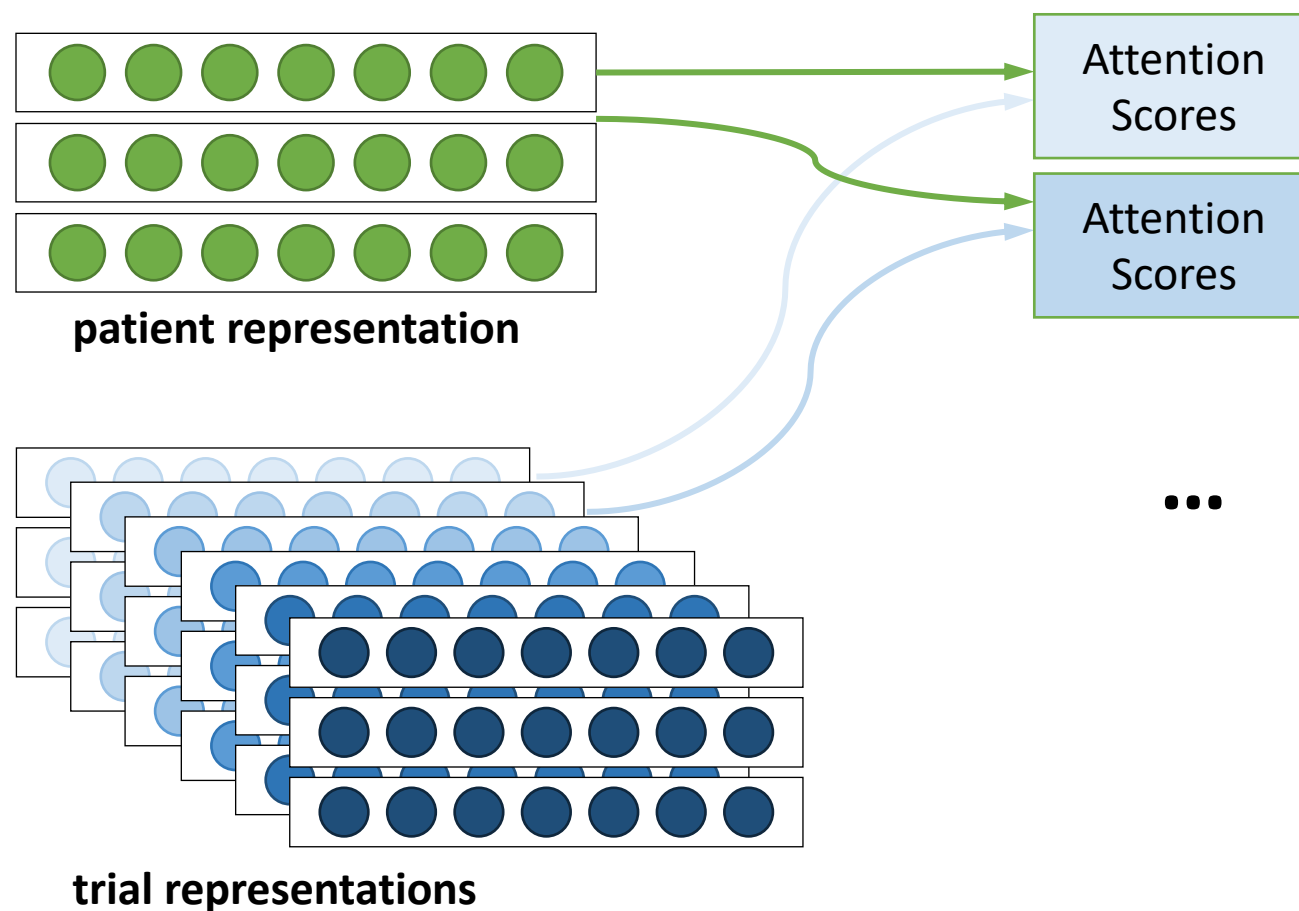 Attention
Scores
Attention
Scores
patient representation
...
trial representations